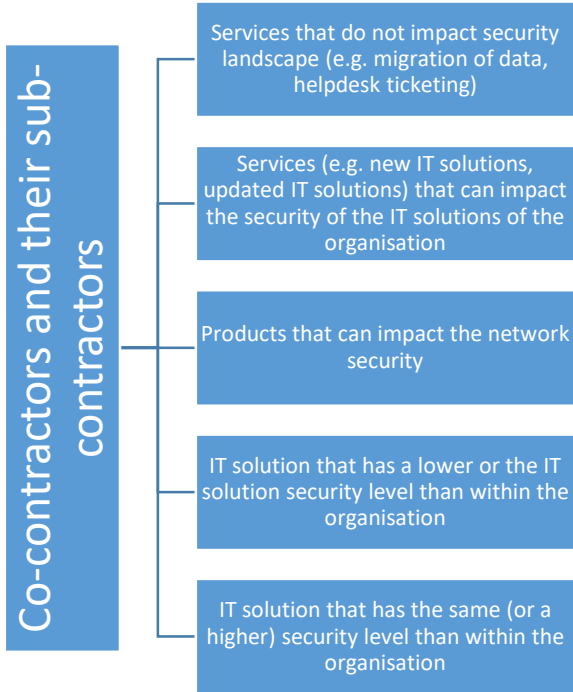 Co-contractors and their sub-
contractors
Services that do not impact security
landscape (e.g. migration of data,
helpdesk ticketing)
Services (e.g. new IT solutions,
updated IT solutions) that can impact
the security of the IT solutions of the
organisation
Products that can impact the network
security
IT solution that has a lower or the IT
solution security level than within the
organisation
IT solution that has the same (or a
higher) security level than within the
organisation